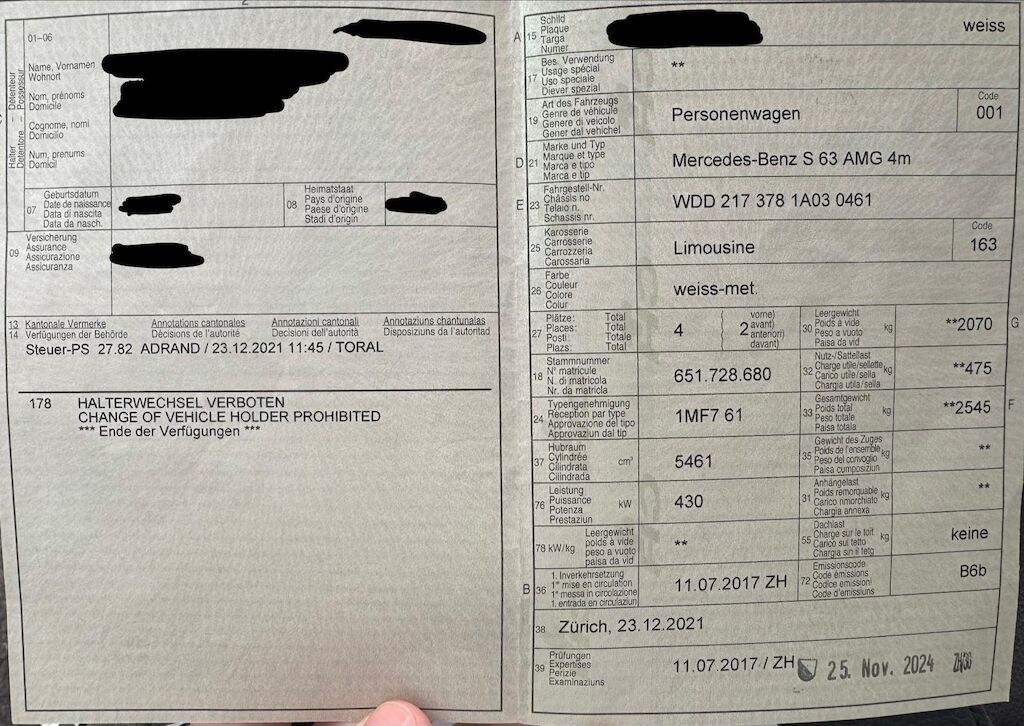 2
01-06
Halter – Détenteur
Detentore – Possessur
Name, Vornamen
Wohnort
Nom, prénoms
Domicile
Cognome, nomi
Domicilio
Num, prenums
Domicil
07
Geburtsdatum
Date de naissance
Data di nascita
Data da nasch.
08
Heimatstaat
Pays d'origine
Paese d'origine
Stadi d'origin
09
Versicherung
Assurance
Assicurazione
Assicuranza
13 Kantonale Vermerke Annotations cantonales Annotazioni cantonali Annotaziuns chantunalas
14 Verfügungen der Behörde Décisions de l'autorité Decisioni dell'autorità Disposiziuns da l'autoritad
Steuer-PS 27.82 ADRAND / 23.12.2021 11:45 / TORAL
178 HALTERWECHSEL VERBOTEN
CHANGE OF VEHICLE HOLDER PROHIBITED
*** Ende der Verfügungen ***
A 15
Schild
Plaque
Targa
Numer
weiss
17
Bes. Verwendung
Usage spécial
Uso speciale
Diever spezial
**
19
Art des Fahrzeugs
Genre de véhicule
Genere di veicolo
Gener dal vehichel
Personenwagen
Code
001
D 21
Marke und Typ
Marque et type
Marca e tipo
Marca e tip
Mercedes-Benz S 63 AMG 4m
E 23
Fahrgestell-Nr.
Châssis no
Telaio n.
Schassis nr.
WDD 217 378 1A03 0461
25
Karosserie
Carrosserie
Carrozzeria
Carossaria
Limousine
Code
163
26
Farbe
Couleur
Colore
Colur
weiss-met.
27
Plätze: Total
Places: Total
Posti: Totale
Plazs: Total
4
2
vorne)
avant)
anteriori)
davant)
30
Leergewicht
Poids à vide
Peso a vuoto
Paisa da vid
kg
**2070
G
18
Stammnummer
N° matricule
N. di matricola
Nr. da matricla
651.728.680
32
Nutz-/Sattellast
Charge utile/sellette
Carico utile/sella
Chargia utila/sella
kg
**475
24
Typengenehmigung
Réception par type
Approvazione del tipo
Approvaziun dal tip
1MF7 61
33
Gesamtgewicht
Poids total
Peso totale
Paisa totala
kg
**2545
F
37
Hubraum
Cylindrée
Cilindrata
Cilindrada
cm³
5461
35
Gewicht des Zuges
Poids de l'ensemble
Peso del convoglio
Paisa cumposiziun
kg
**
76
Leistung
Puissance
Potenza
Prestaziun
kW
430
31
Anhängelast
Poids remorquable
Carico rimorchiato
Chargia annexa
kg
**
78 kW/kg
Leergewicht
poids à vide
peso a vuoto
paisa da vid
**
55
Dachlast
Charge sur le toit
Carico sul tetto
Chargia sin il tetg
kg
keine
B 36
1. Inverkehrsetzung
1re mise en circulation
1a messa in circolazione
1. entrada en circulaziun
11.07.2017 ZH
72
Emissionscode
Code émissions
Codice emissioni
Code d'emissiuns
B6b
38 Zürich, 23.12.2021
39
Prüfungen
Expertises
Perizie
Examinaziuns
11.07.2017 / ZH
25. Nov. 2024